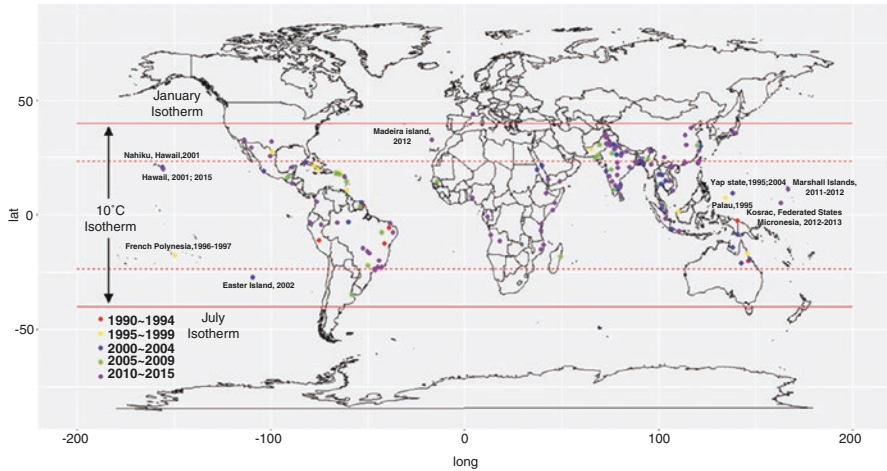 lat
50
0
-50
-200
-100
0
100
200
long
January
Isotherm
Madeira island,
2012
Nahiku, Hawaii,2001
Hawaii, 2001; 2015
Yap state,1995;2004
Marshall Islands,
2011-2012
Palau,1995
Kosrac, Federated States
Micronesia, 2012-2013
10°C
Isotherm
French Polynesia,1996-1997
Easter Island, 2002
July
Isotherm
1990~1994
1995~1999
2000~2004
2005~2009
2010~2015